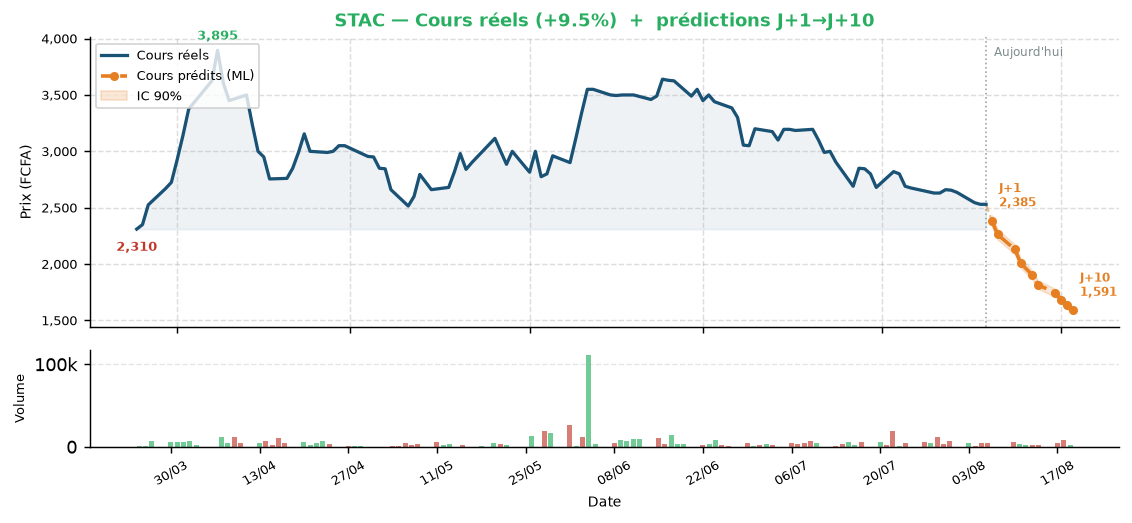 STAC — Cours réels (+9.5%)  +  prédictions J+1→J+10
3,895
4,000
3,500
3,000
2,500
2,000
1,500
Prix (FCFA)
Cours réels
Cours prédits (ML)
IC 90%
Aujourd'hui
2,310
J+1
2,385
J+10
1,591
100k
0
Volume
30/03
13/04
27/04
11/05
25/05
08/06
22/06
06/07
20/07
03/08
17/08
Date